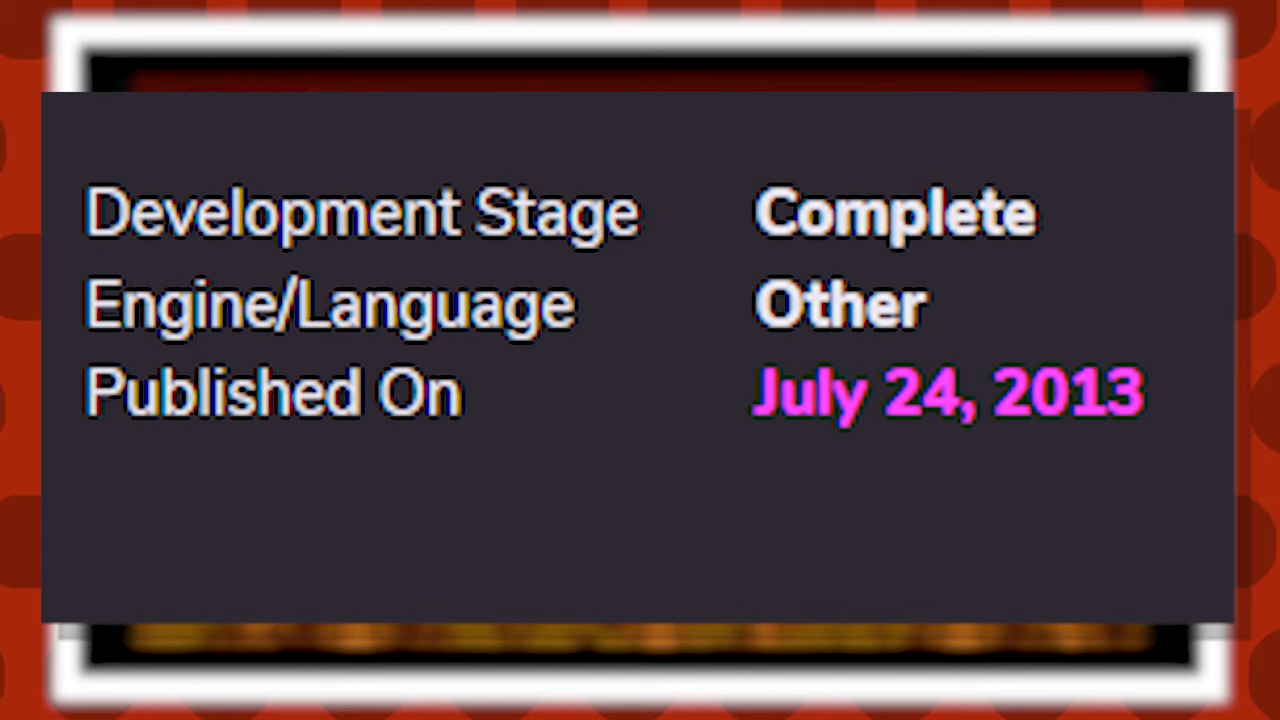 Development Stage Complete
Engine/Language Other
Published On July 24, 2013